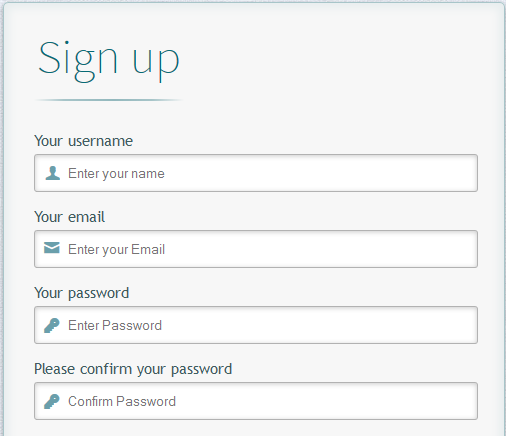 Sign up
Your username
Enter your name
Your email
Enter your Email
Your password
Enter Password
Please confirm your password
Confirm Password